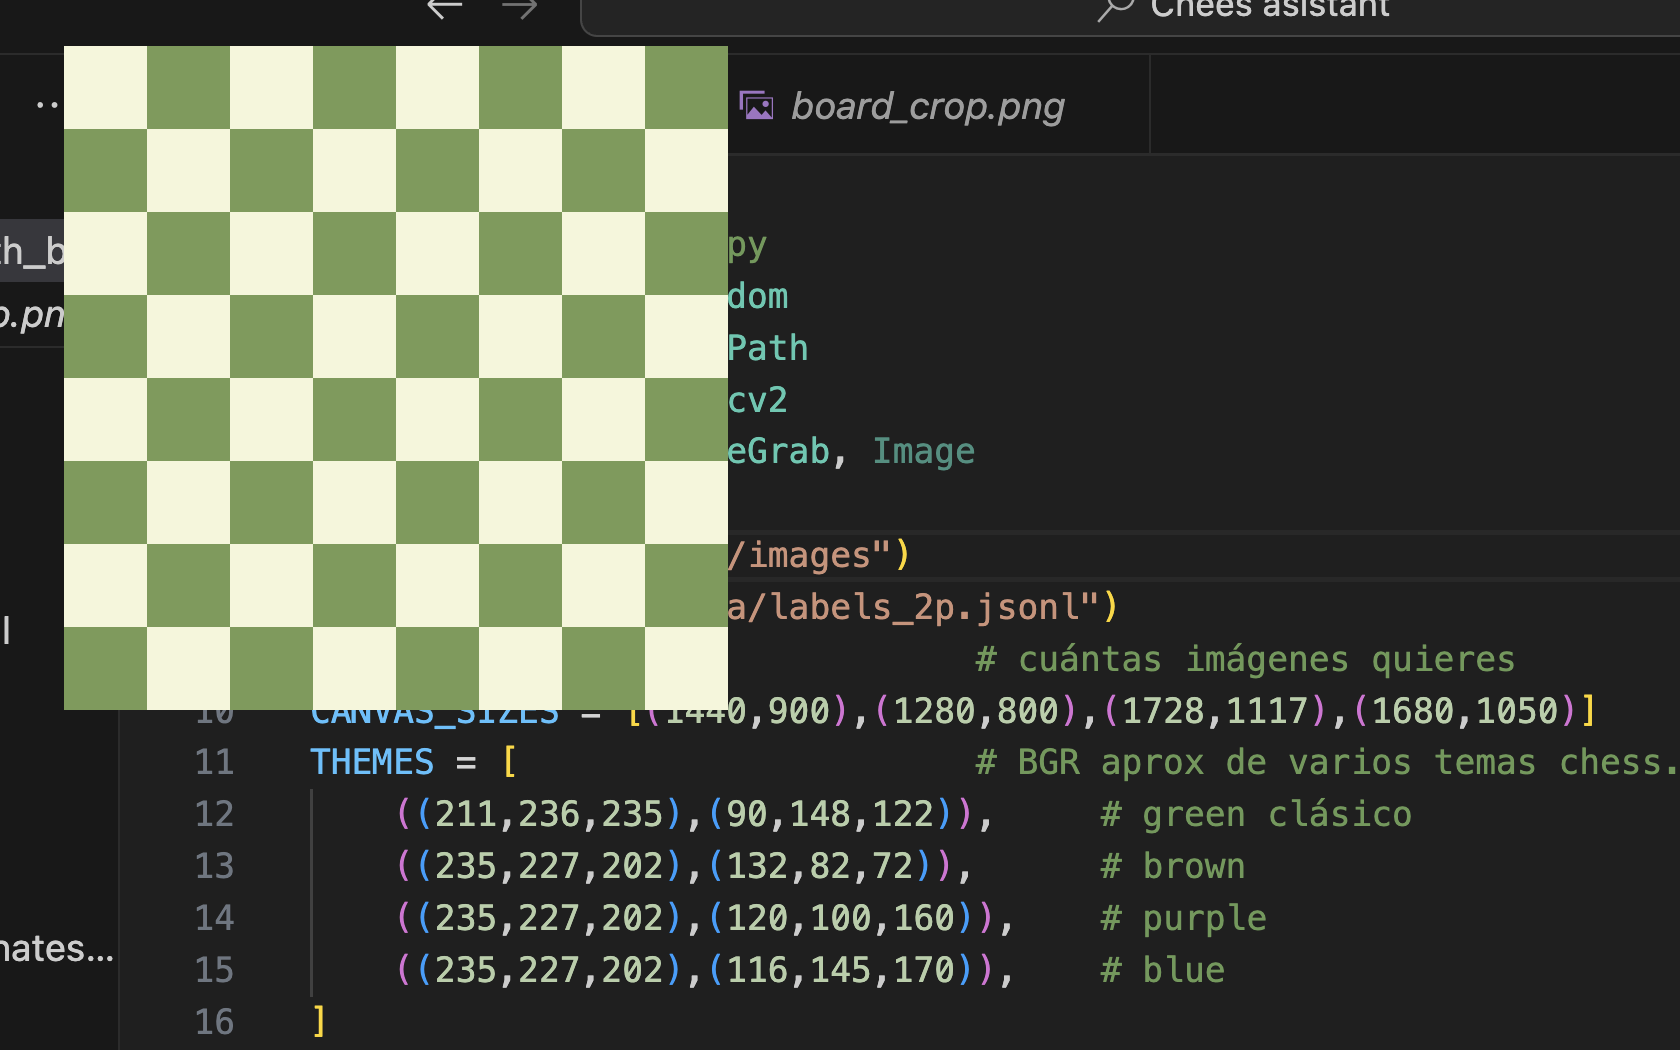 Chees asistant
board_crop.png
th_b
py
dom
p.pn
Path
cv2
eGrab, Image
/images")
a/labels_2p.jsonl")
# cuántas imágenes quieres
10 CANVAS_SIZES = [(1440,900),(1280,800),(1728,1117),(1680,1050)]
11 THEMES = [ # BGR aprox de varios temas chess.
12 ((211,236,235),(90,148,122)), # green clásico
13 ((235,227,202),(132,82,72)), # brown
14 ((235,227,202),(120,100,160)), # purple
nates...
15 ((235,227,202),(116,145,170)), # blue
16 ]